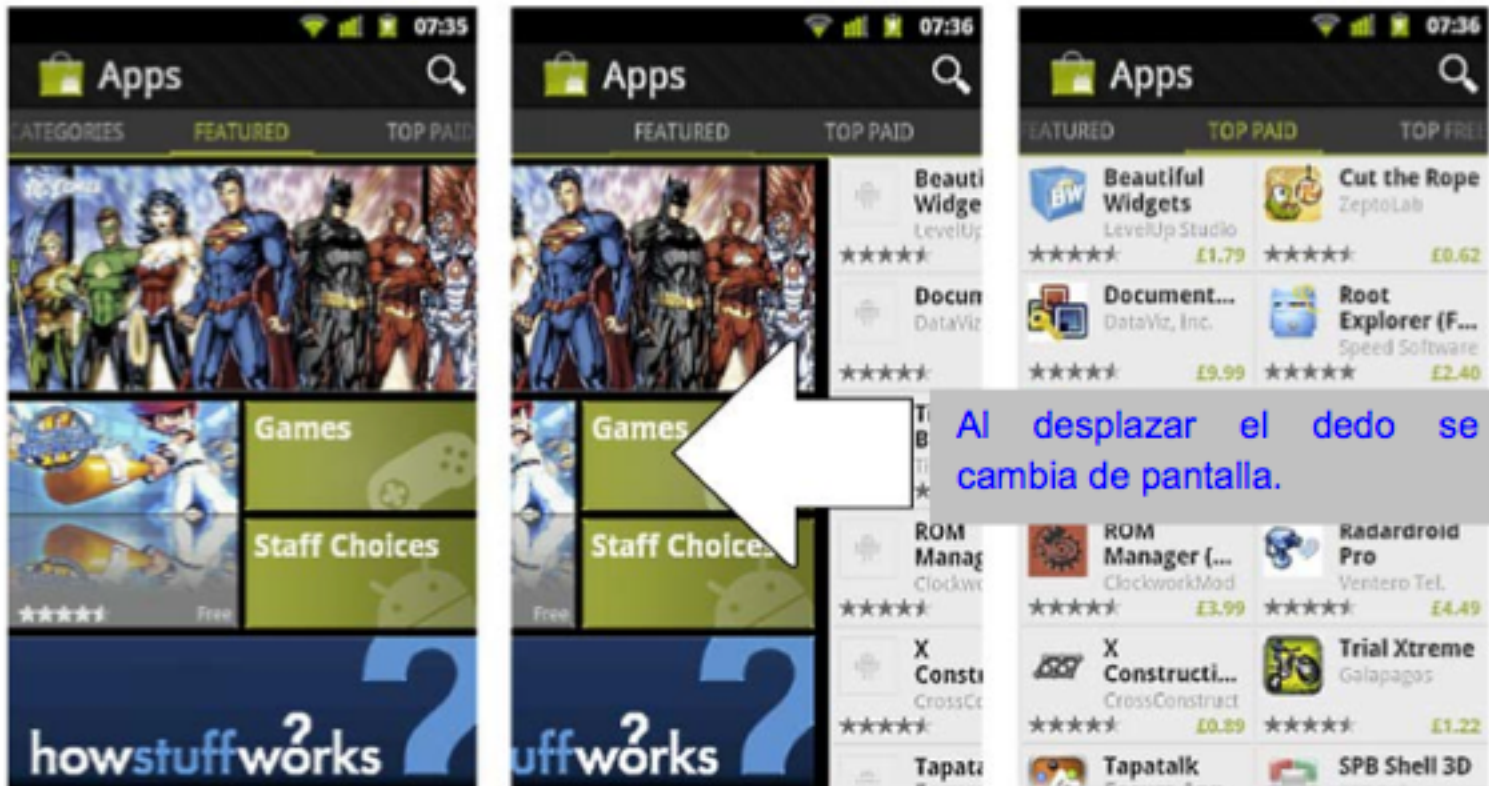 07:35
Apps
ATEGORIES FEATURED TOP PAID
Games
Staff Choices
★★★★ Free
howstuffworks
07:36
Apps
FEATURED TOP PAID
Beauti
Widge
LevelUp
Docum
DataViz
Games
Staff Choices
Free
ROM
Manag
Clockwo
X
Constr
CrossCo
uffworks
Tapata
07:36
Apps
EATURED TOP PAID TOP FREE
Beautiful Widgets
LevelUp Studio
£1.79
Cut the Rope
ZeptoLab
£0.62
Document...
DataViz, Inc.
£9.99
Root Explorer (F...
Speed Software
£2.40
Al desplazar el dedo se
cambia de pantalla.
ROM Manager (...
ClockworkMod
£3.99
Radardroid Pro
Ventero Tel.
£4.49
X Constructi...
CrossConstruct
£0.89
Trial Xtreme
Galapagos
£1.22
Tapatalk
SPB Shell 3D